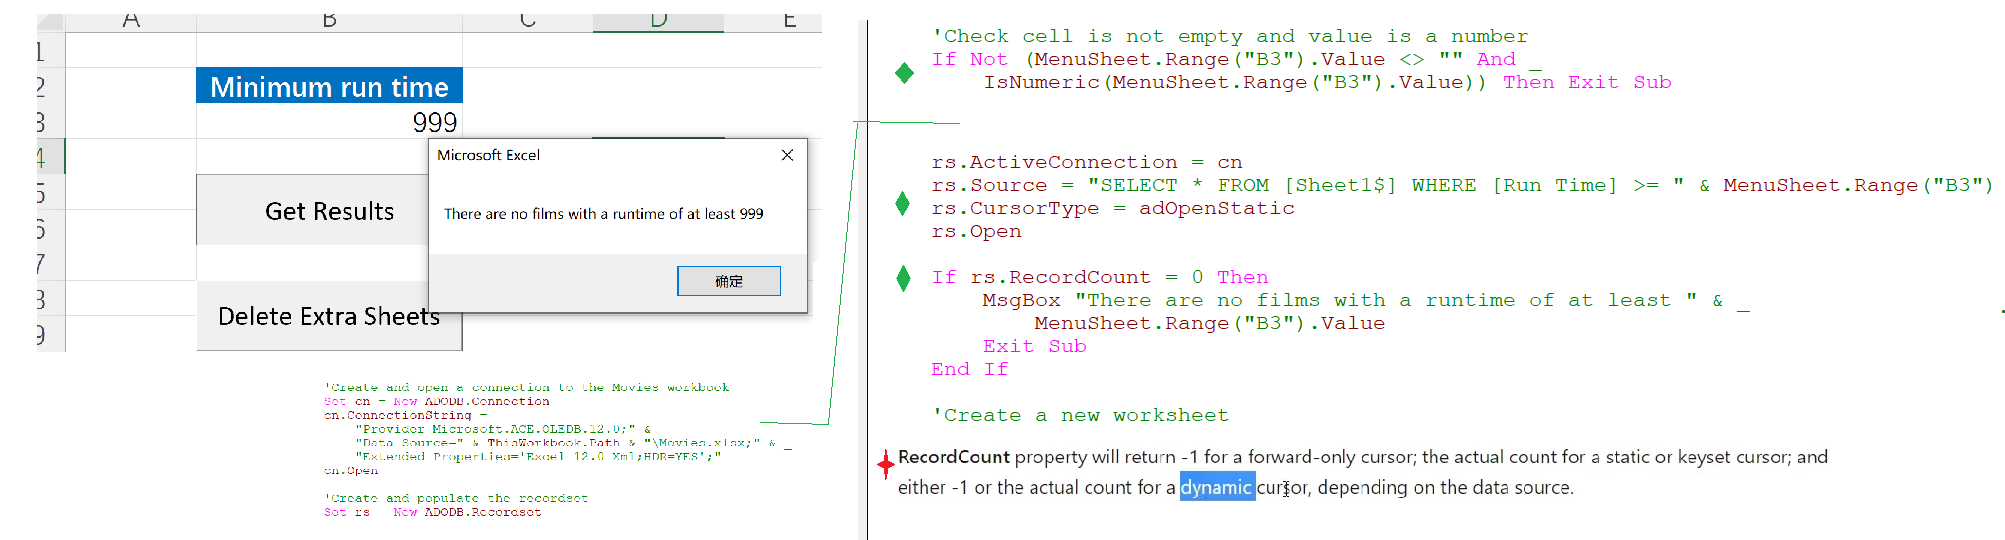 A B C D E
1
2 Minimum run time
3 999
4
5
6
7
8
9
Microsoft Excel
There are no films with a runtime of at least 999
确定
Get Results
Delete Extra Sheets
'Create and open a connection to the Movies workbook
Set cn = New ADODB.Connection
cn.ConnectionString = _
"Provider=Microsoft.ACE.OLEDB.12.0;" & _
"Data Source=" & ThisWorkbook.Path & "\Movies.xlsx;" & _
"Extended Properties='Excel 12.0 Xml;HDR=YES';"
cn.Open
'Create and populate the recordset
Set rs = New ADODB.Recordset
'Check cell is not empty and value is a number
If Not (MenuSheet.Range("B3").Value <> "" And _
IsNumeric(MenuSheet.Range("B3").Value)) Then Exit Sub
rs.ActiveConnection = cn
rs.Source = "SELECT * FROM [Sheet1$] WHERE [Run Time] >= " & MenuSheet.Range("B3")
rs.CursorType = adOpenStatic
rs.Open
If rs.RecordCount = 0 Then
MsgBox "There are no films with a runtime of at least " & _
MenuSheet.Range("B3").Value
Exit Sub
End If
'Create a new worksheet
RecordCount property will return -1 for a forward-only cursor; the actual count for a static or keyset cursor; and
either -1 or the actual count for a dynamic cursor, depending on the data source.